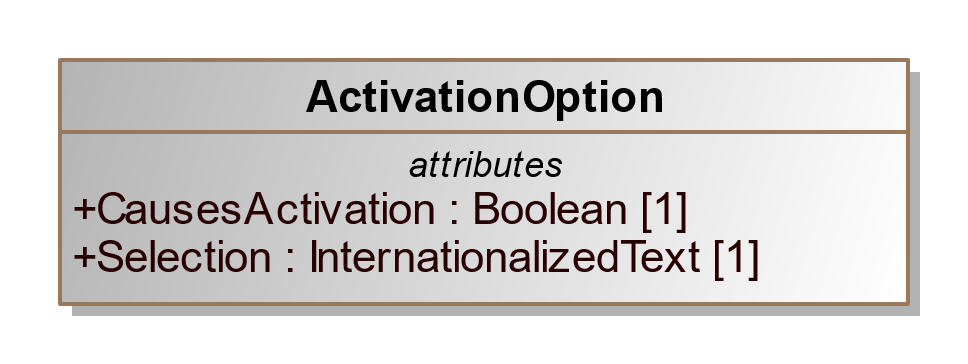 ActivationOption
attributes
+CausesActivation : Boolean [1]
+Selection : InternationalizedText [1]